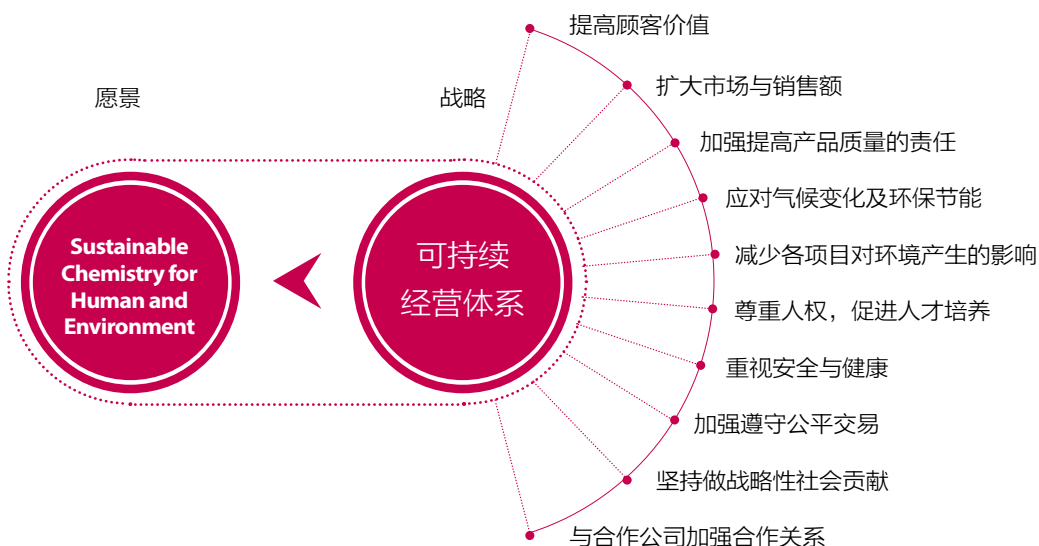 愿景
战略
Sustainable
Chemistry for
Human and
Environment
可持续
经营体系
提高顾客价值
扩大市场与销售额
加强提高产品质量的责任
应对气候变化及环保节能
减少各项目对环境产生的影响
尊重人权，促进人才培养
重视安全与健康
加强遵守公平交易
坚持做战略性社会贡献
与合作公司加强合作关系